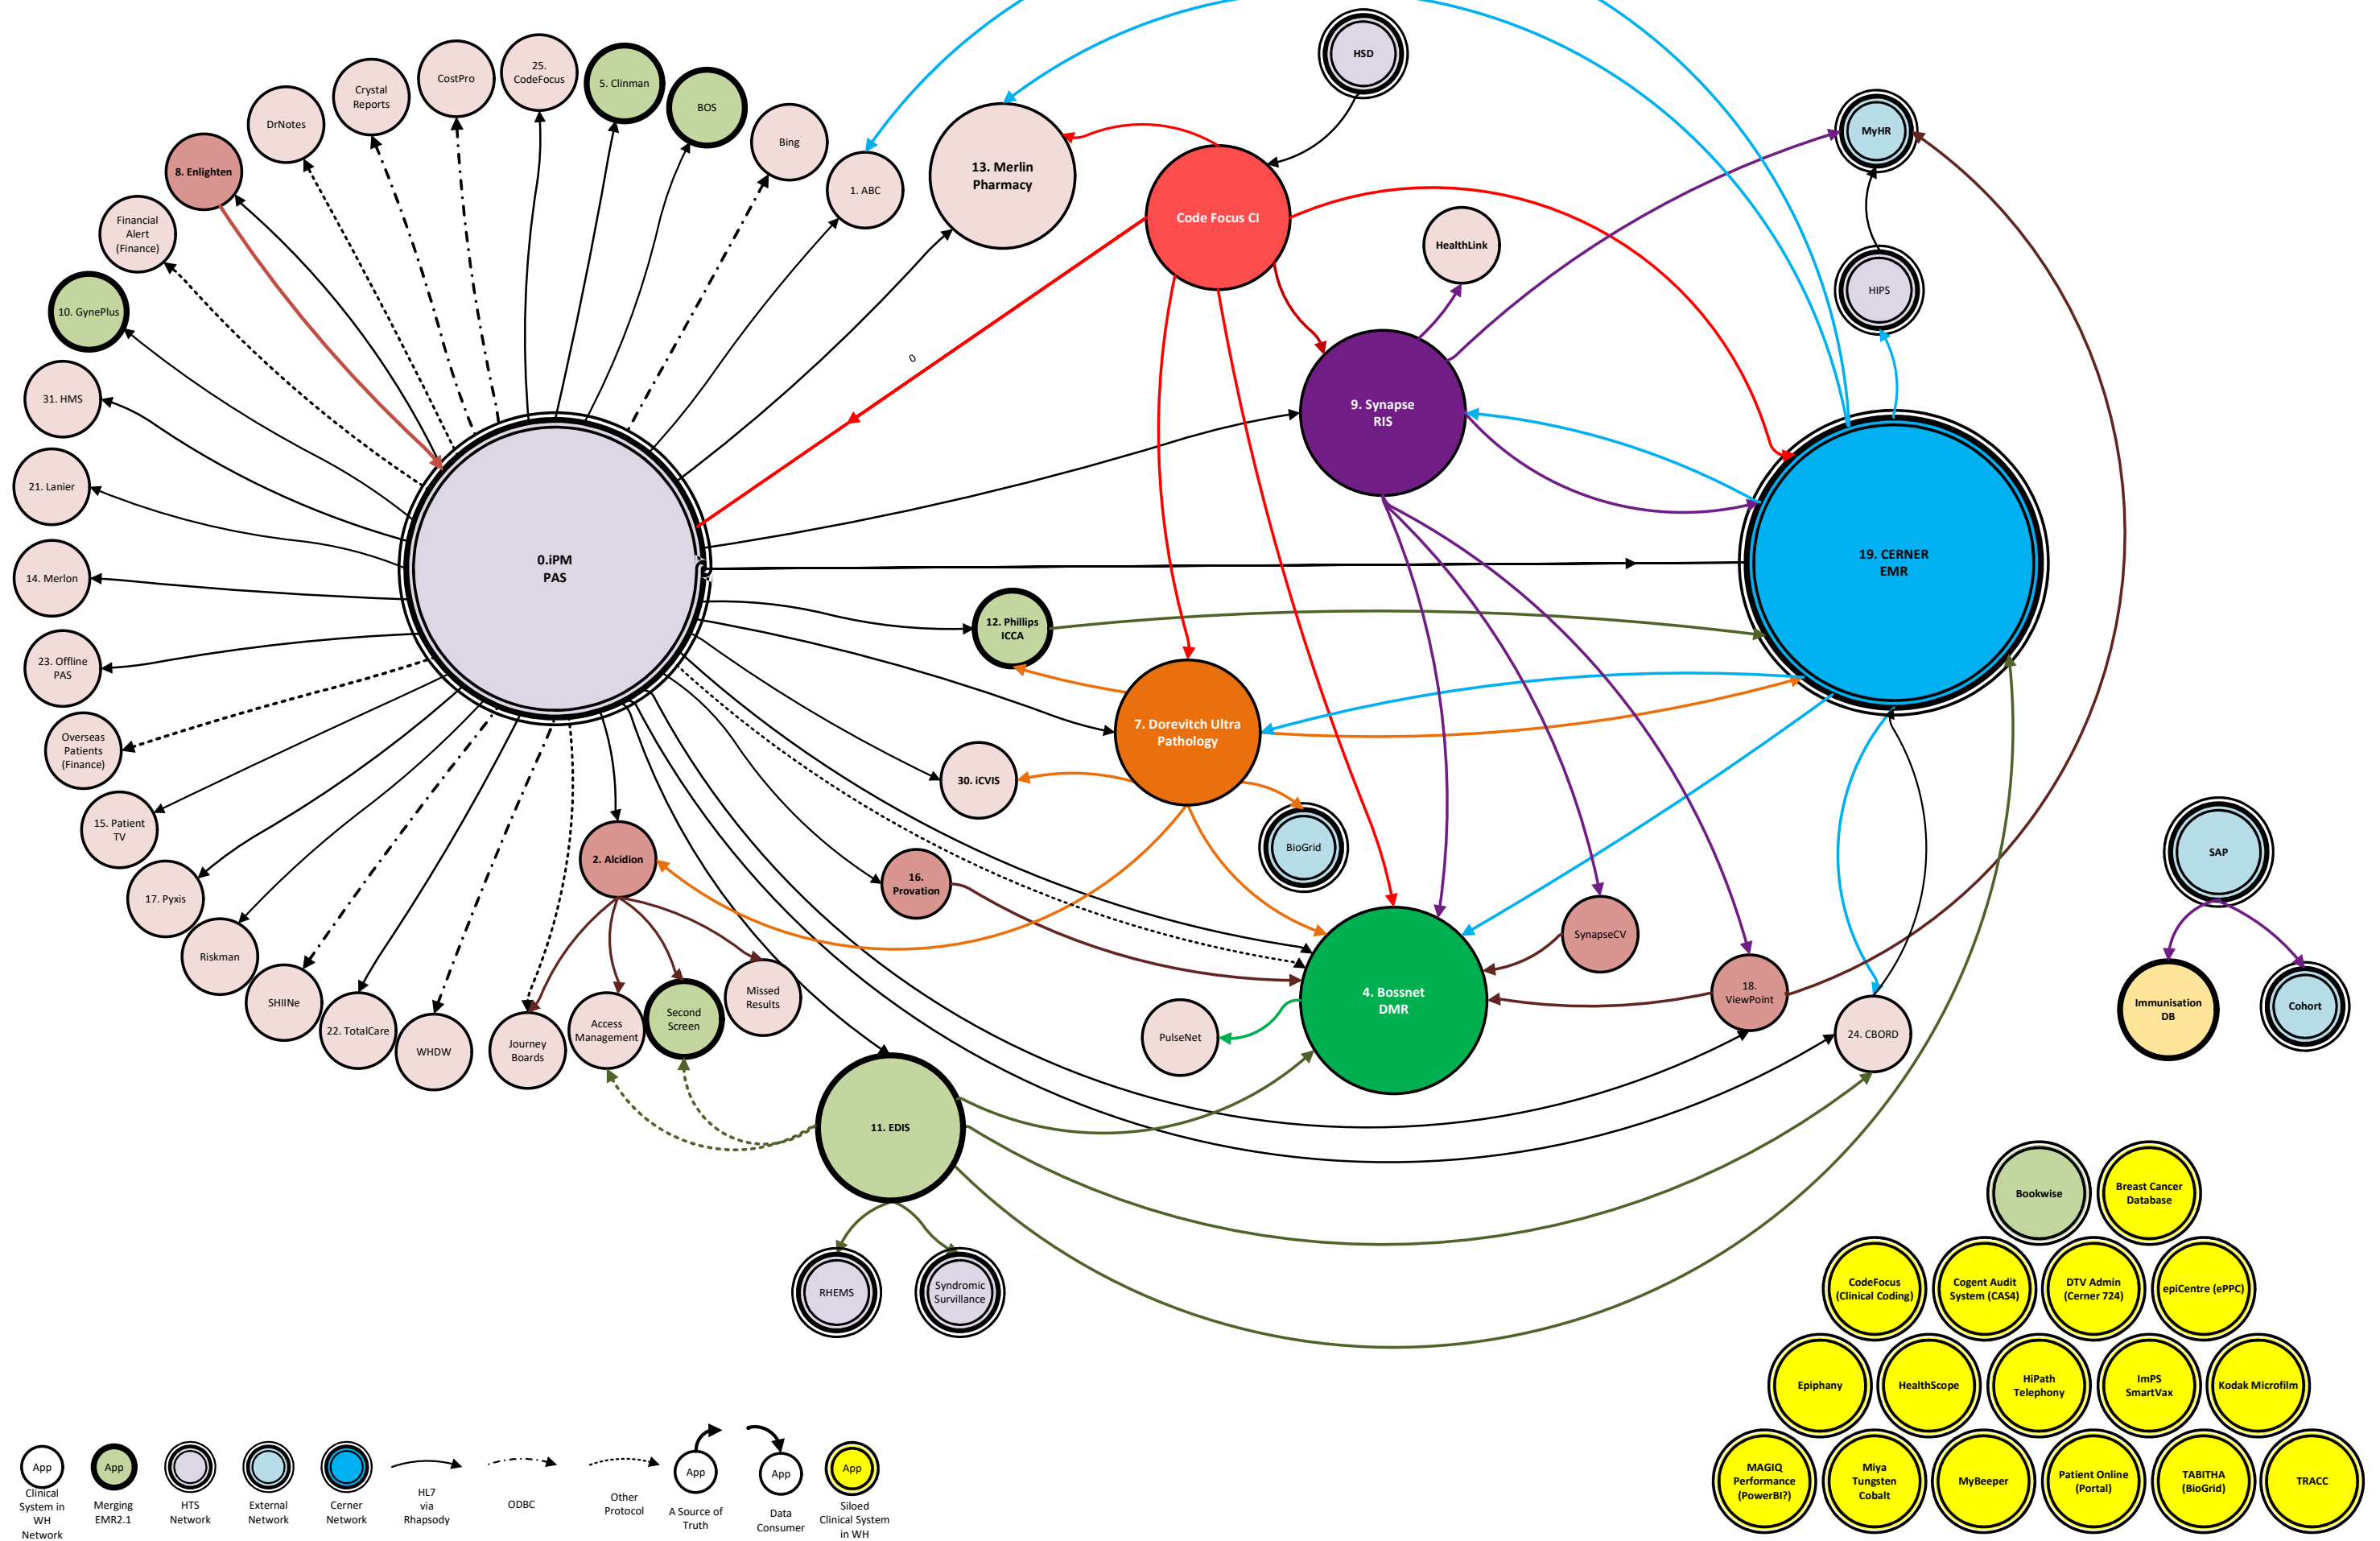 HSD
25.
CodeFocus
CostPro
5. Clinman
Crystal
Reports
BOS
DrNotes
Bing
MyHR
8. Enlighten
1. ABC
13. Merlin
Pharmacy
Code Focus CI
Financial
Alert
(Finance)
HealthLink
HIPS
10. GynePlus
0
31. HMS
9. Synapse
RIS
21. Lanier
0.iPM
PAS
19. CERNER
EMR
14. Merlon
12. Phillips
ICCA
23. Offline
PAS
7. Dorevitch Ultra
Pathology
Overseas
Patients
(Finance)
30. iCVIS
15. Patient
TV
BioGrid
SAP
2. Alcidion
16.
Provation
17. Pyxis
SynapseCV
Riskman
18.
ViewPoint
4. Bossnet
DMR
Missed
Results
SHIINe
Second
Screen
Immunisation
DB
Cohort
22. TotalCare
Access
Management
PulseNet
24. CBORD
WHDW
Journey
Boards
11. EDIS
Bookwise
Breast Cancer
Database
RHEMS
Syndromic
Survillance
CodeFocus
(Clinical Coding)
Cogent Audit
System (CAS4)
DTV Admin
(Cerner 724)
epiCentre (ePPC)
Epiphany
HealthScope
HiPath
Telephony
ImPS
SmartVax
Kodak Microfilm
MAGIQ
Performance
(PowerBI?)
Miya
Tungsten
Cobalt
MyBeeper
Patient Online
(Portal)
TABITHA
(BioGrid)
TRACC
App
Clinical
System in
WH
Network
App
Merging
EMR2.1
HTS
Network
External
Network
Cerner
Network
HL7
via
Rhapsody
ODBC
Other
Protocol
App
A Source of
Truth
App
Data
Consumer
App
Siloed
Clinical System
in WH